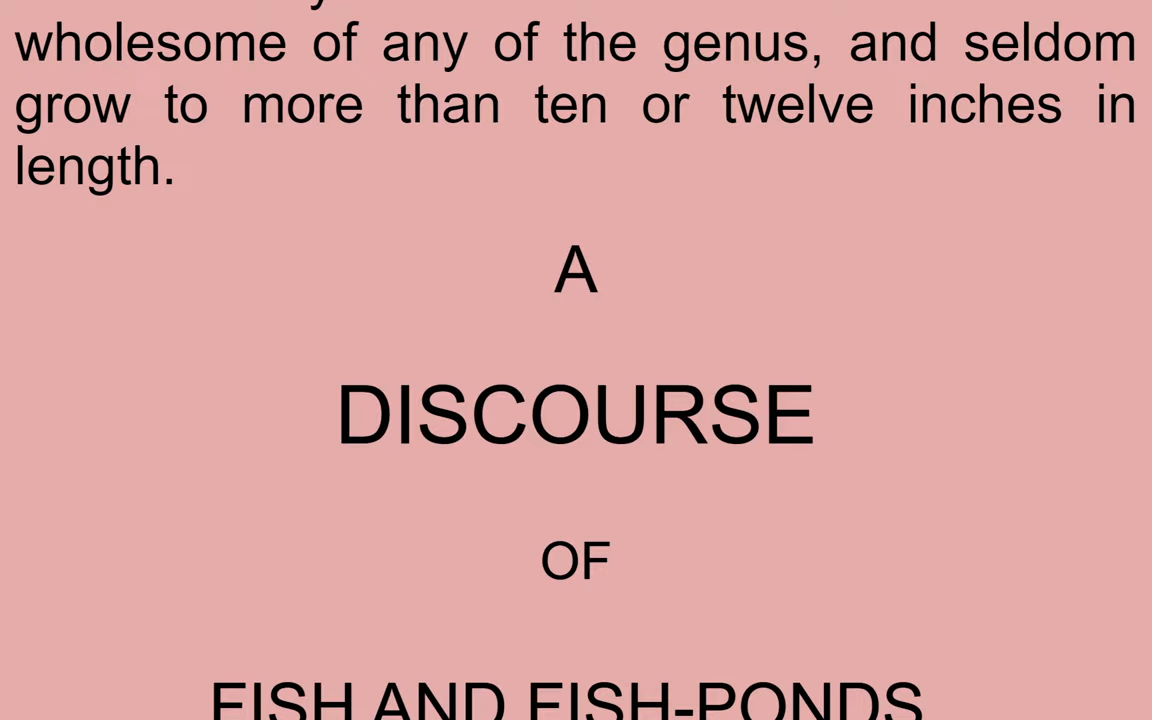 wholesome of any of the genus, and seldom
grow to more than ten or twelve inches in
length.
A
DISCOURSE
OF
FISH AND FISH-PONDS